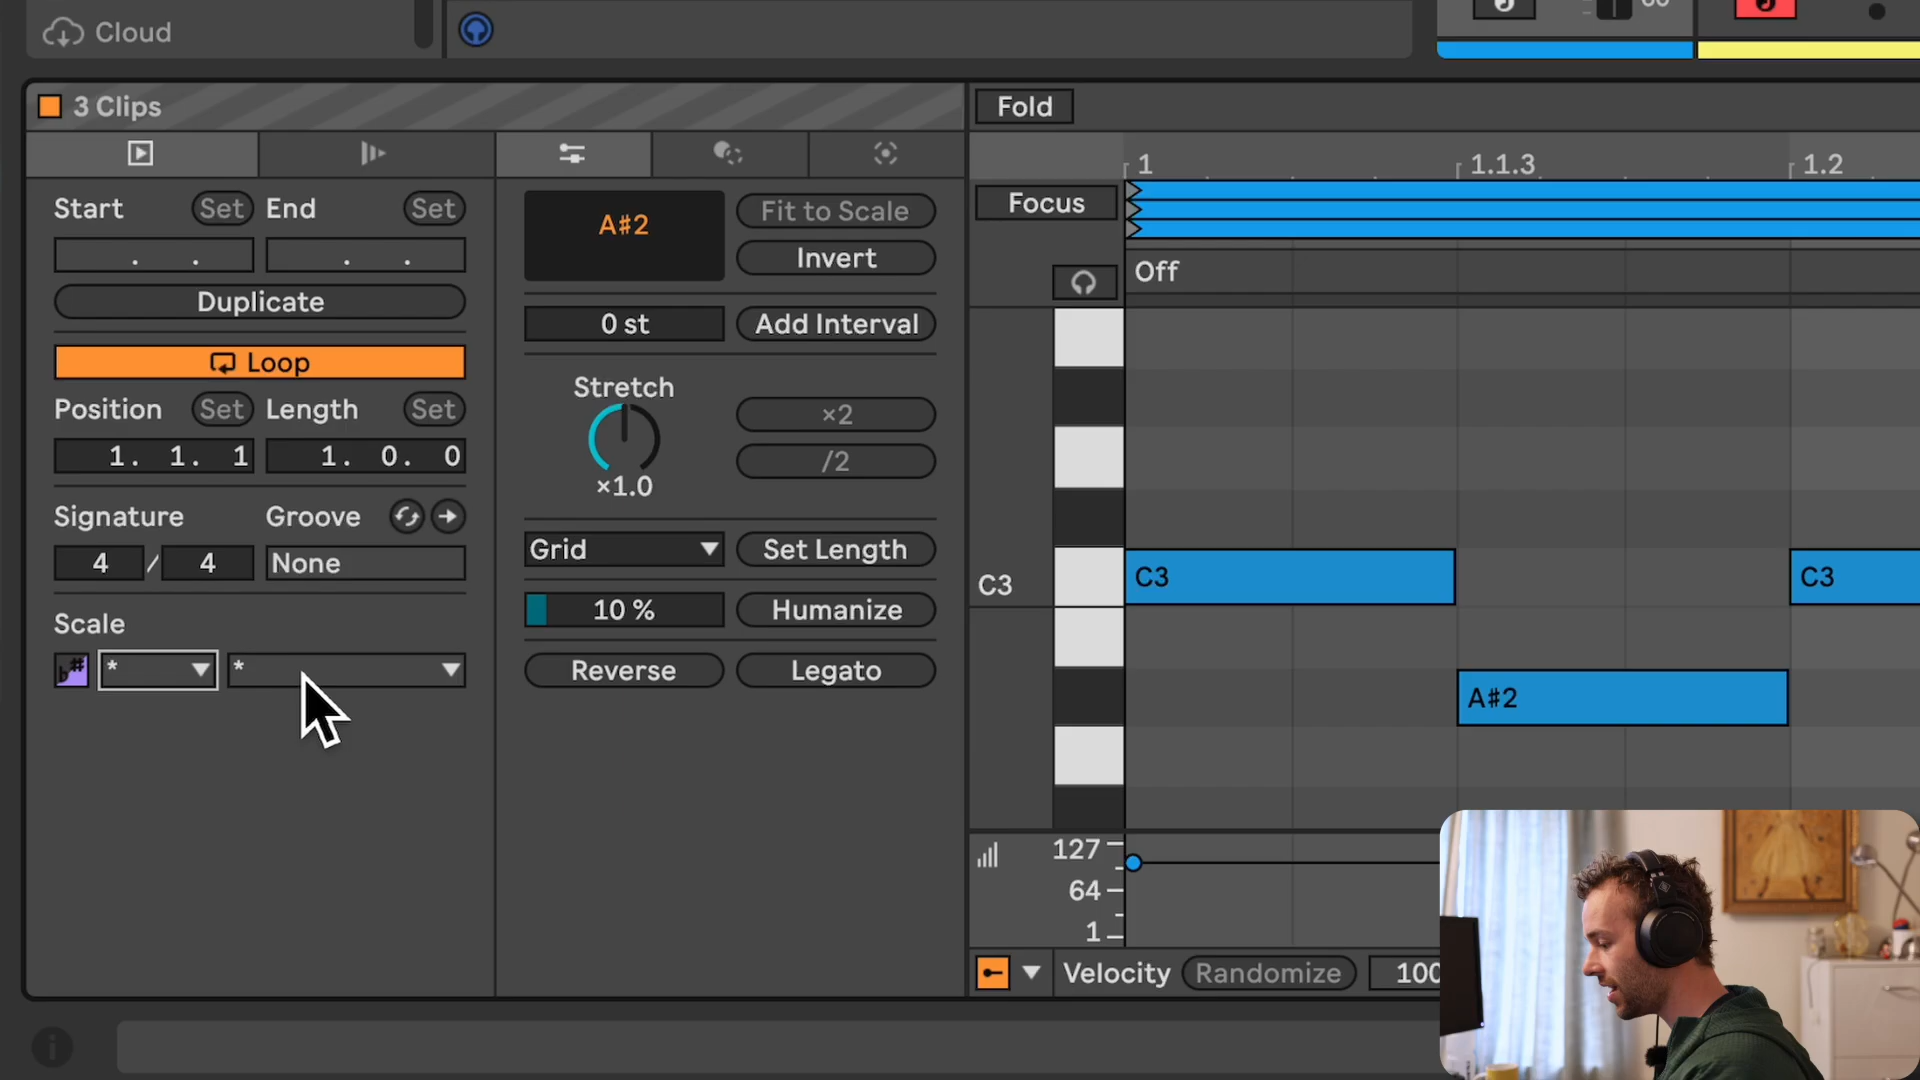 Cloud
3 Clips
Fold
1
1.1.3
1.2
Start Set End Set
A#2
Fit to Scale
Focus
. . . .
Invert
Off
Duplicate
0 st
Add Interval
Loop
Stretch
Position Set Length Set
×2
1. 1. 1 1. 0. 0
/2
×1.0
Signature Groove
Grid
Set Length
4 / 4 None
C3
C3
C3
10 %
Humanize
Scale
b#
*
*
Reverse
Legato
A#2
127
64
1
Velocity
Randomize
100